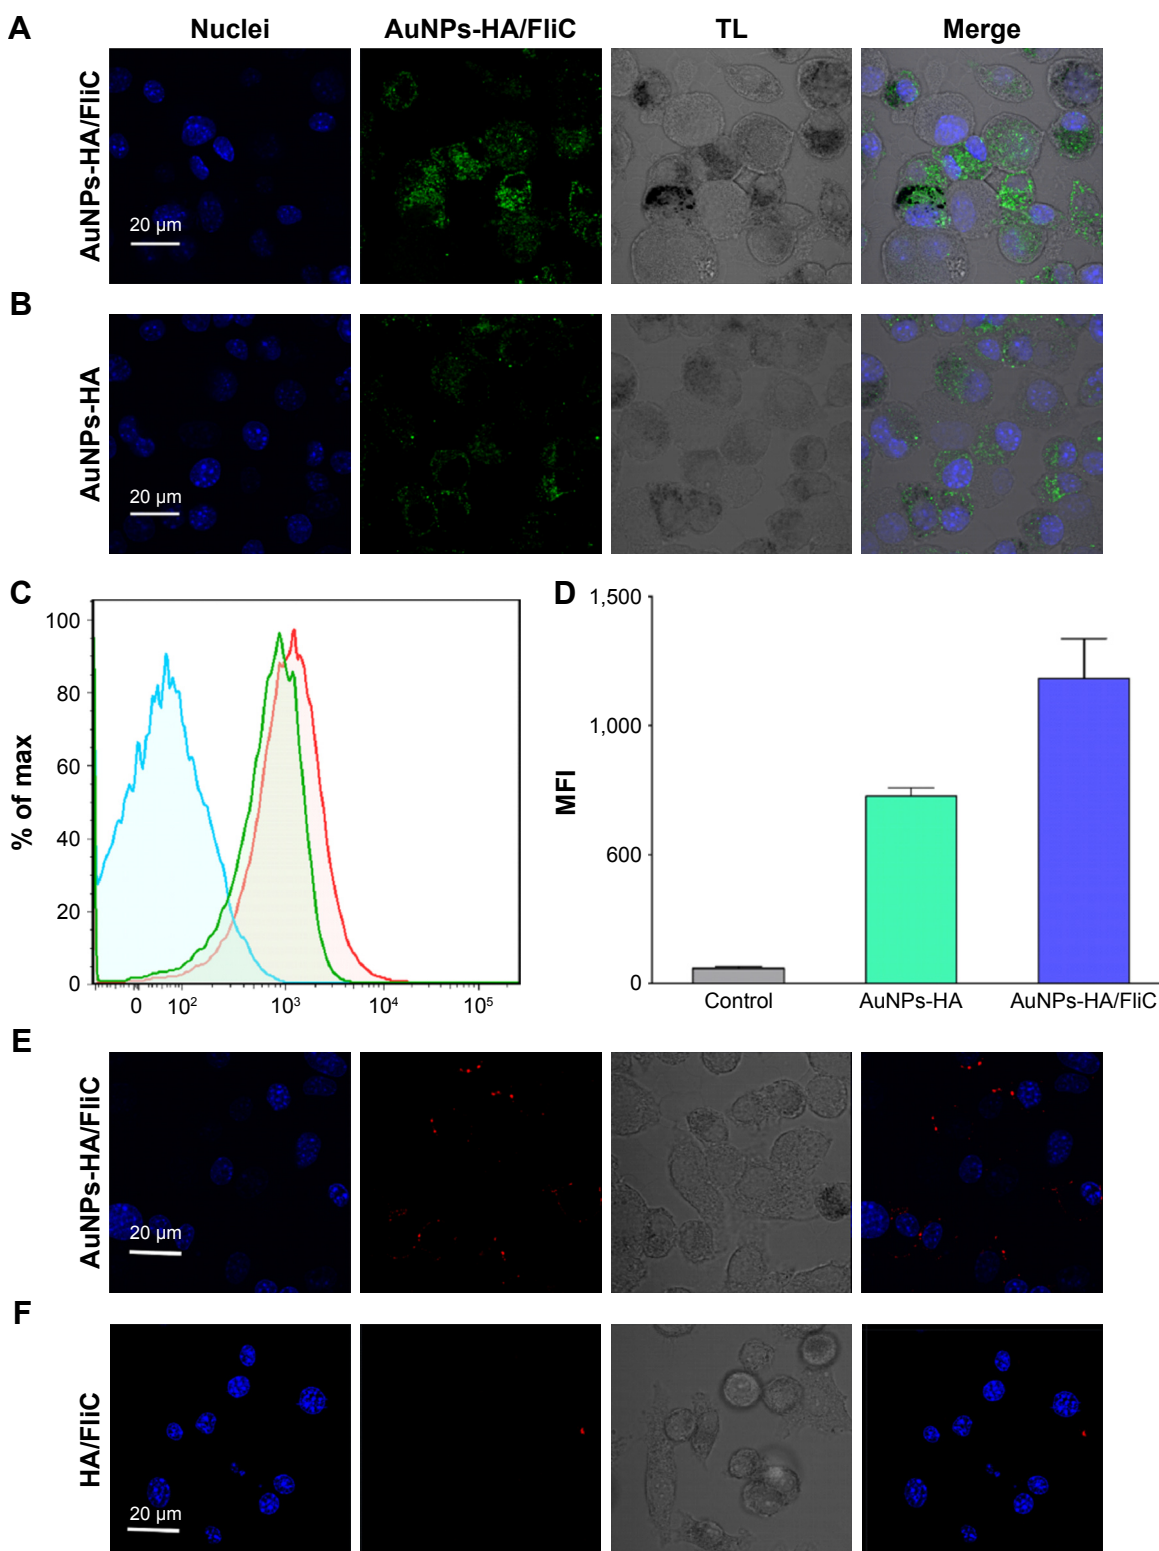 A
Nuclei
AuNPs-HA/FliC
TL
Merge
AuNPs-HA/FliC
20 µm
B
AuNPs-HA
20 µm
C
% of max
100
80
60
40
20
0
0
10²
10³
10⁴
10⁵
D
MFI
1,500
1,000
600
0
Control
AuNPs-HA
AuNPs-HA/FliC
E
AuNPs-HA/FliC
20 µm
F
HA/FliC
20 µm